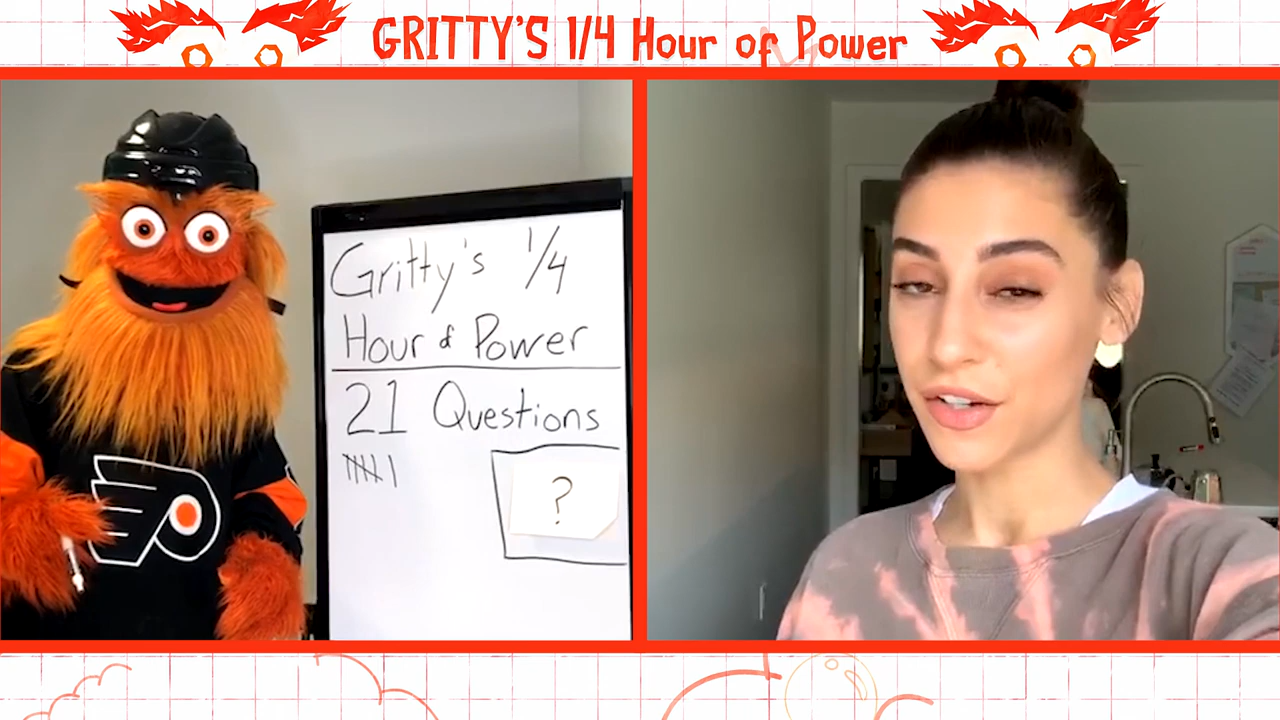 GRITTY'S 1/4 Hour of Power
Gritty's 1/4
Hour of Power
21 Questions
?